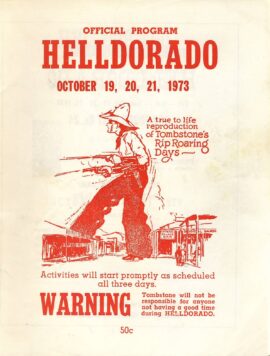 OFFICIAL PROGRAM
HELLDORADO
OCTOBER 19, 20, 21, 1973
A true to life
reproduction
of Tombstone's
Rip Roaring
Days—
Activities will start promptly as scheduled
all three days.
WARNING
Tombstone will not be
responsible for anyone
not having a good time
during HELLDORADO.
50c